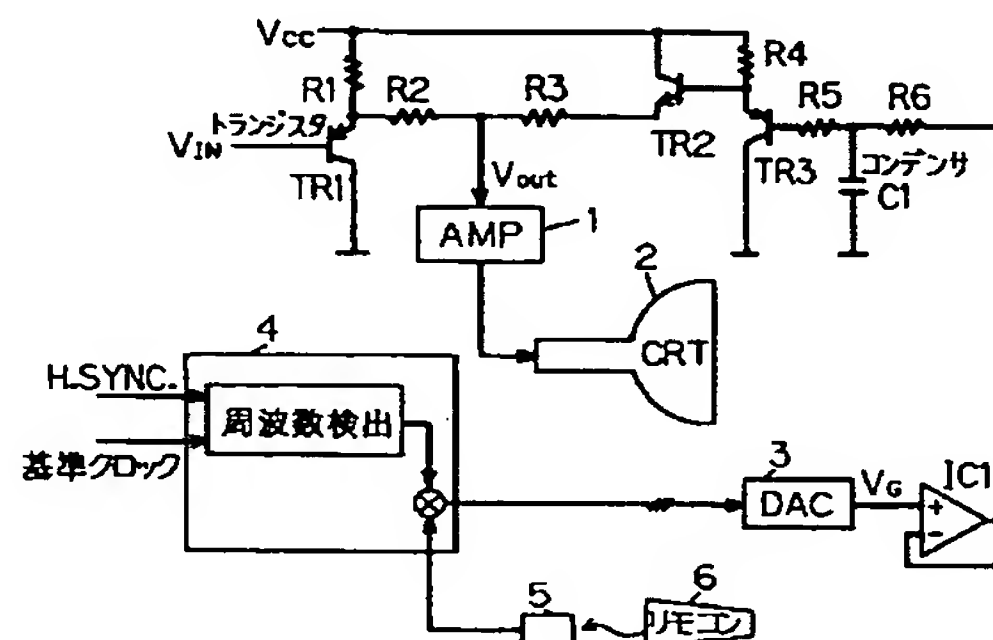 Vcc
R1
R2
R3
R4
R5
R6
トランジスタ
VIN
TR1
TR2
TR3
コンデンサ
C1
Vout
AMP
1
2
CRT
4
H.SYNC.
周波数検出
基準クロック
3
DAC
VG
IC1
+
-
5
6
リモコン